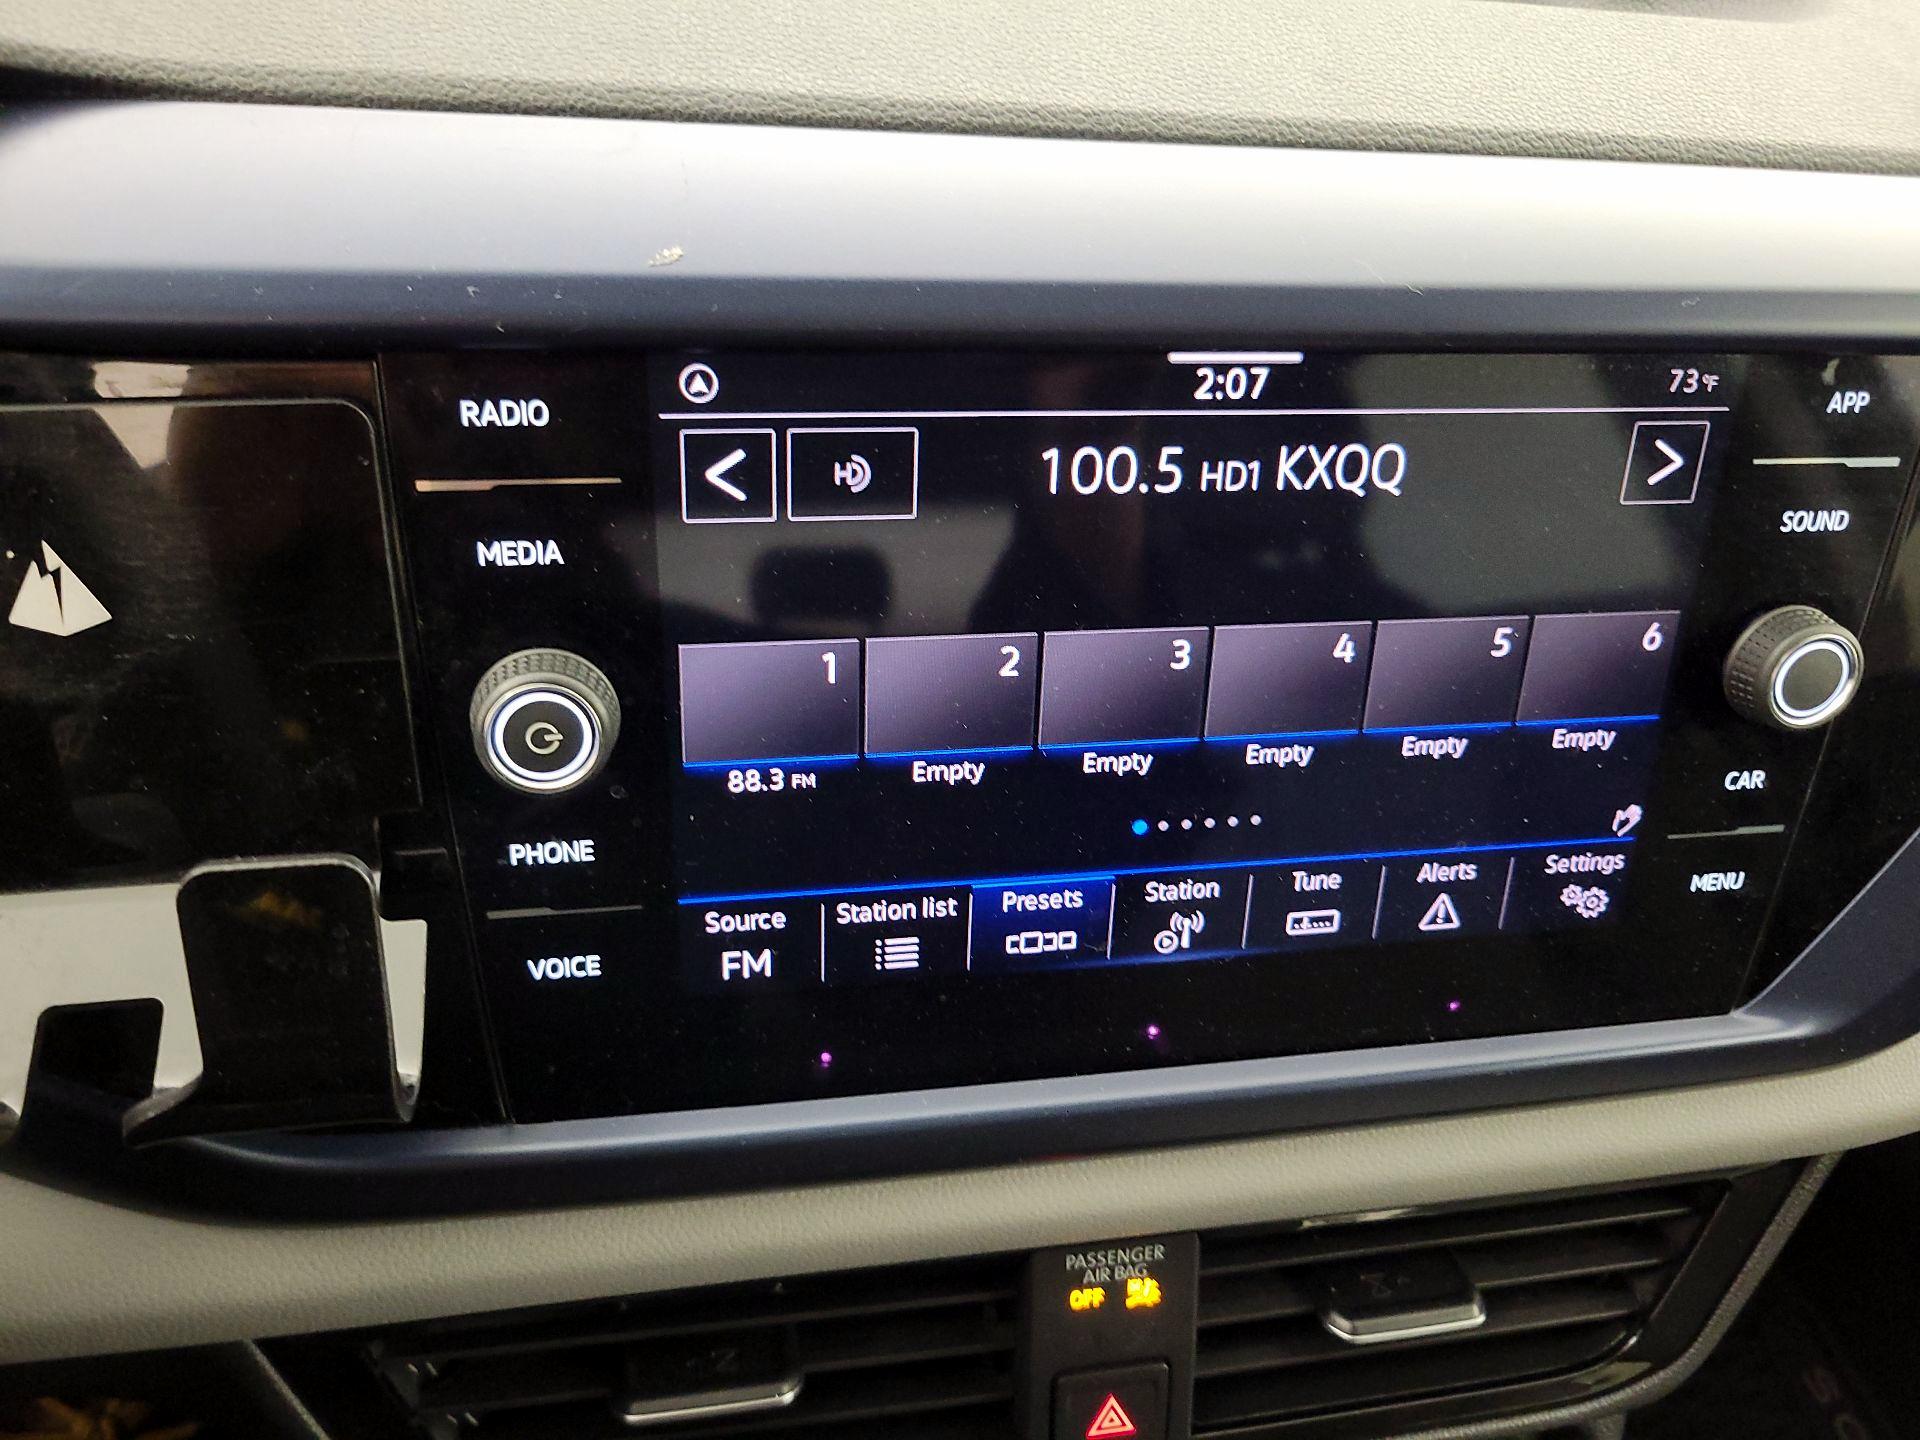 RADIO
MEDIA
PHONE
VOICE
2:07
73°F
HD
100.5 HD1 KXQQ
1
2
3
4
5
6
88.3 FM
Empty
Empty
Empty
Empty
Empty
Source
FM
Station list
Presets
Station
Tune
Alerts
Settings
APP
SOUND
CAR
MENU
PASSENGER
AIR BAG
OFF